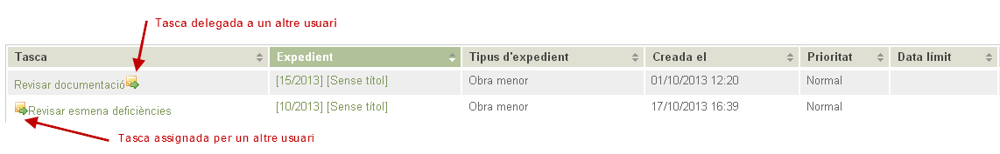 Tasca delegada a un altre usuari
Tasca Expedient Tipus d'expedient Creada el Prioritat Data límit
Revisar documentació [15/2013] [Sense títol] Obra menor 01/10/2013 12:20 Normal
Revisar esmena deficiències [10/2013] [Sense títol] Obra menor 17/10/2013 16:39 Normal
Tasca assignada per un altre usuari